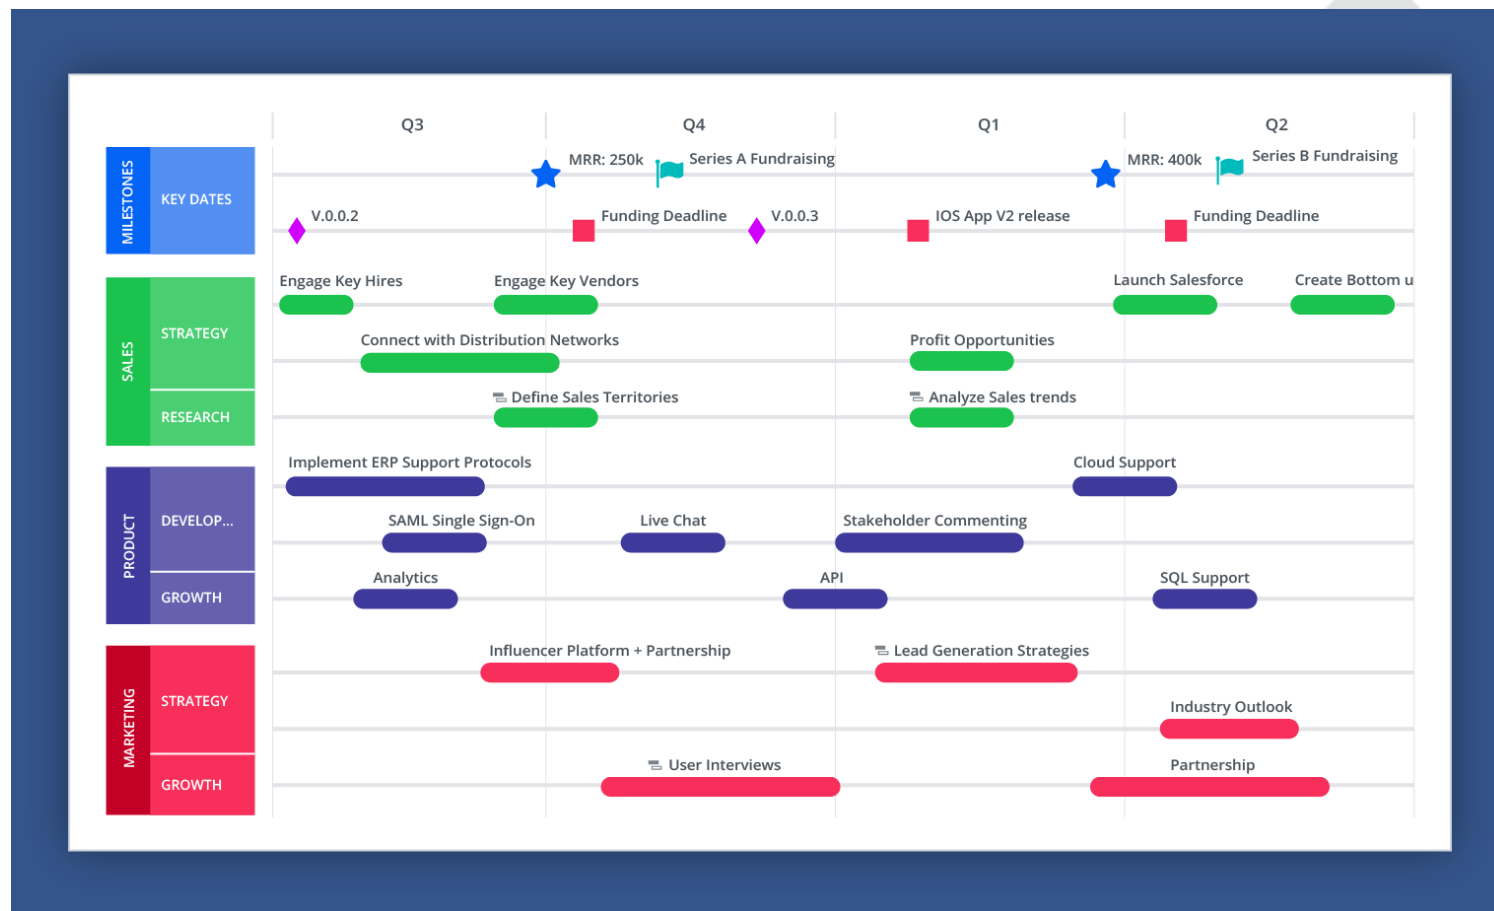 Q3 Q4 Q1 Q2
MILESTONES
KEY DATES
MRR: 250k
Series A Fundraising
MRR: 400k
Series B Fundraising
V.0.0.2
Funding Deadline
V.0.0.3
IOS App V2 release
Funding Deadline
SALES
STRATEGY
Engage Key Hires
Engage Key Vendors
Launch Salesforce
Create Bottom u
Connect with Distribution Networks
Profit Opportunities
RESEARCH
Define Sales Territories
Analyze Sales trends
PRODUCT
DEVELOP...
Implement ERP Support Protocols
Cloud Support
SAML Single Sign-On
Live Chat
Stakeholder Commenting
GROWTH
Analytics
API
SQL Support
MARKETING
STRATEGY
Influencer Platform + Partnership
Lead Generation Strategies
Industry Outlook
GROWTH
User Interviews
Partnership